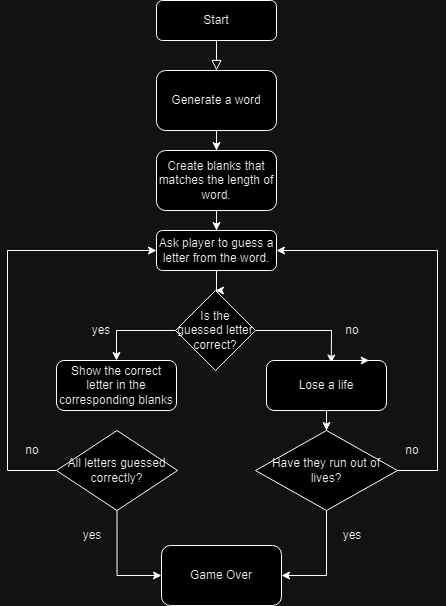 Start
Generate a word
Create blanks that
matches the length of
word.
Ask player to guess a
letter from the word.
Is the
guessed letter
correct?
yes
no
Show the correct
letter in the
corresponding blanks
Lose a life
no
All letters guessed
correctly?
Have they run out of
lives?
no
yes
yes
Game Over